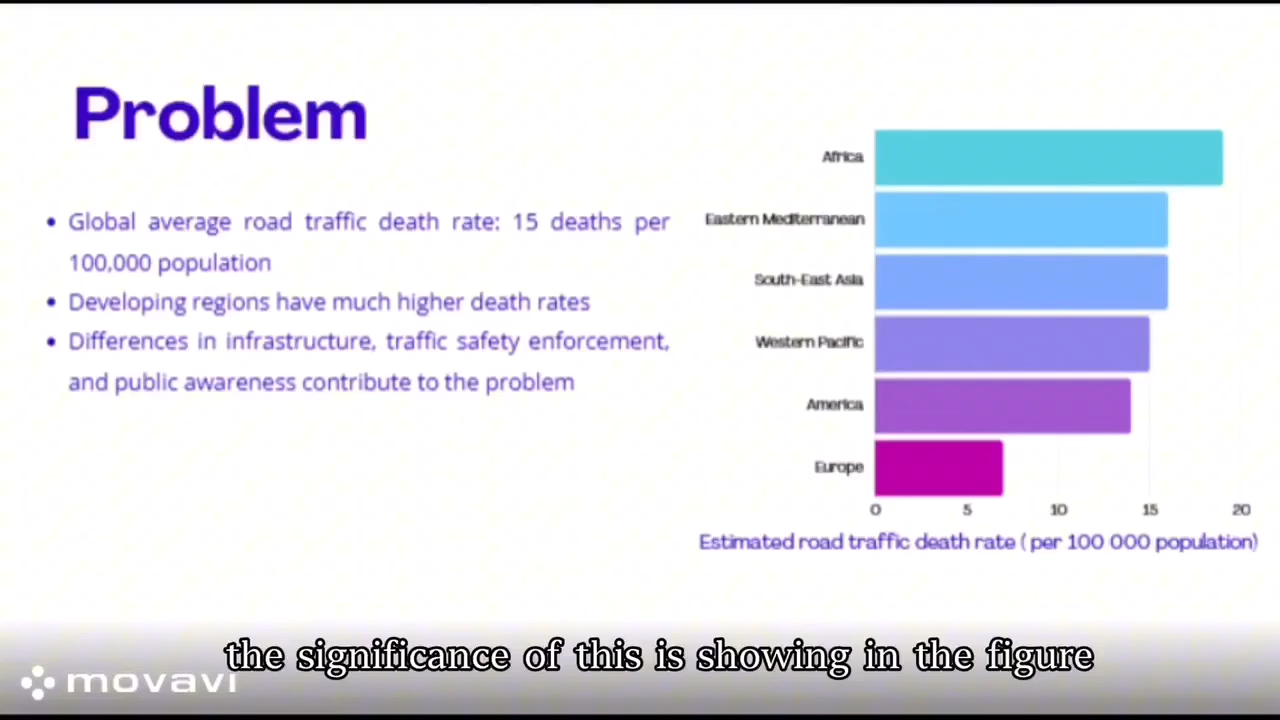 Problem
• Global average road traffic death rate: 15 deaths per
100,000 population
• Developing regions have much higher death rates
• Differences in infrastructure, traffic safety enforcement,
and public awareness contribute to the problem
Africa
Eastern Mediterranean
South-East Asia
Western Pacific
America
Europe
0 5 10 15 20
Estimated road traffic death rate ( per 100 000 population)
the significance of this is showing in the figure
movavi